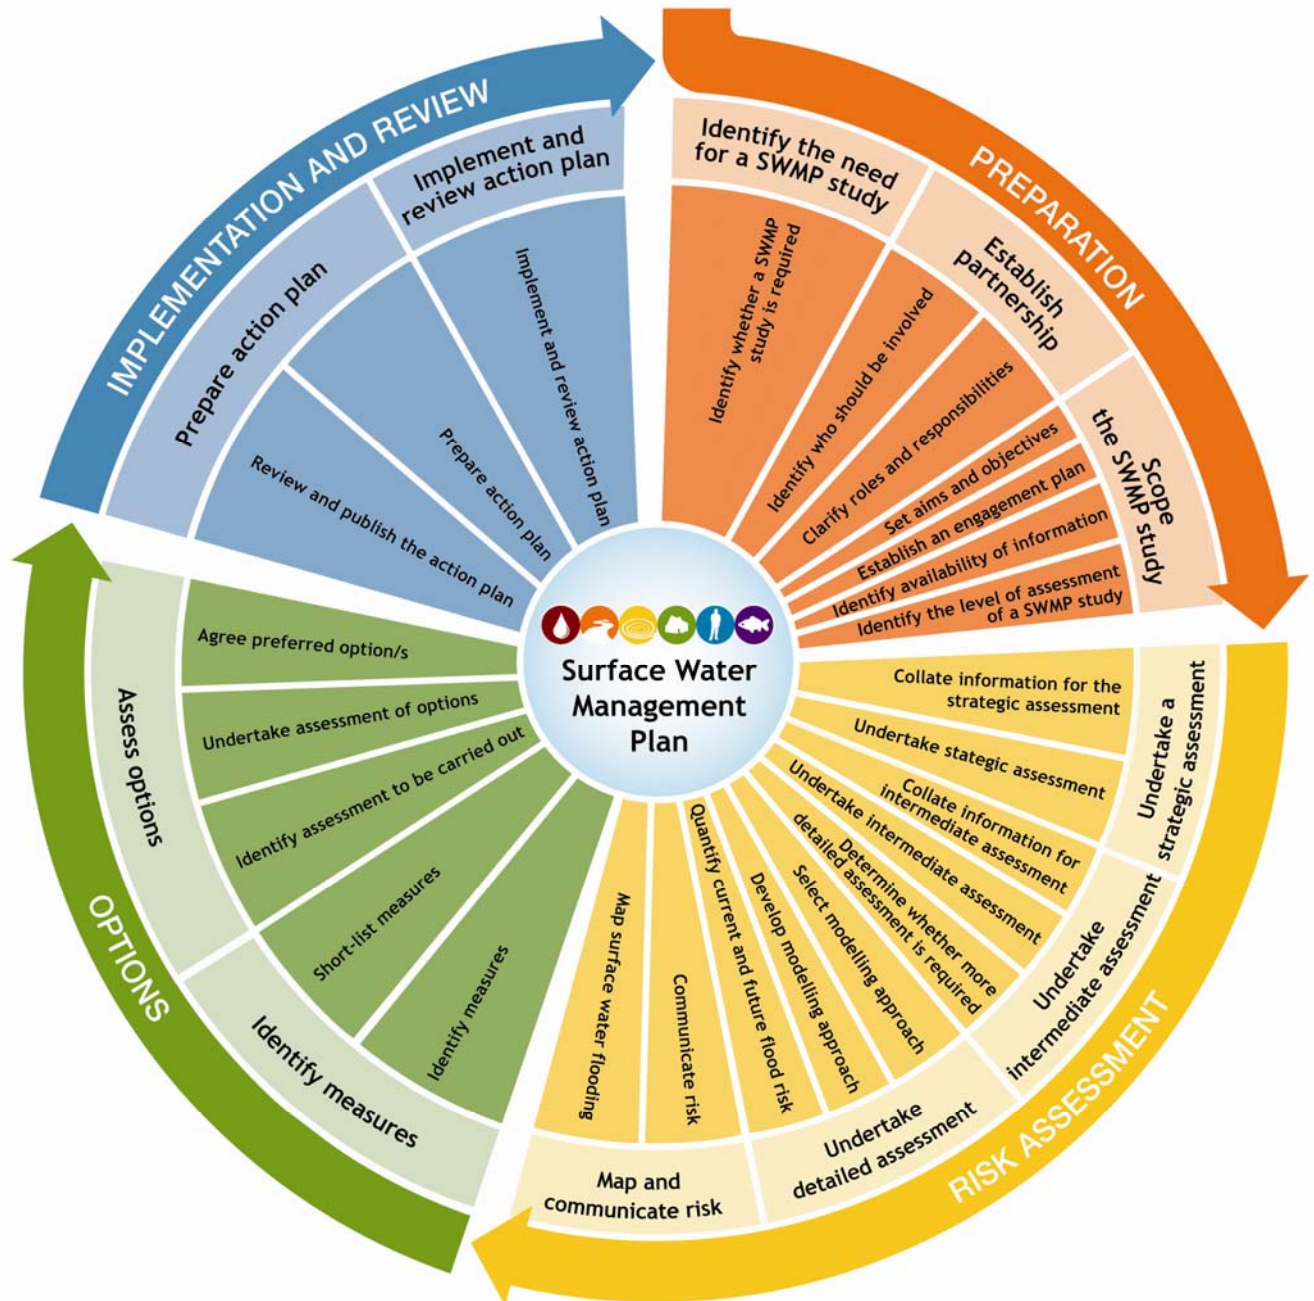 Surface Water
Management
Plan
PREPARATION
Identify the need
for a SWMP study
Identify whether a SWMP
study is required
Establish
partnership
Identify who should be involved
Clarify roles and responsibilities
Scope
the SWMP study
Set aims and objectives
Establish an engagement plan
Identify availability of information
Identify the level of assessment
of a SWMP study
RISK ASSESSMENT
Undertake a
strategic assessment
Collate information for the
strategic assessment
Undertake stategic assessment
Undertake
intermediate assessment
Collate information for
intermediate assessment
Undertake intermediate assessment
Determine whether more
detailed assessment is required
Undertake
detailed assessment
Select modelling approach
Develop modelling approach
Quantify current and future flood risk
Map and
communicate risk
Communicate risk
Map surface water flooding
OPTIONS
Identify measures
Identify measures
Short-list measures
Assess options
Identify assessment to be carried out
Undertake assessment of options
Agree preferred option/s
IMPLEMENTATION AND REVIEW
Prepare action plan
Review and publish the action plan
Prepare action plan
Implement and
review action plan
Implement and review action plan